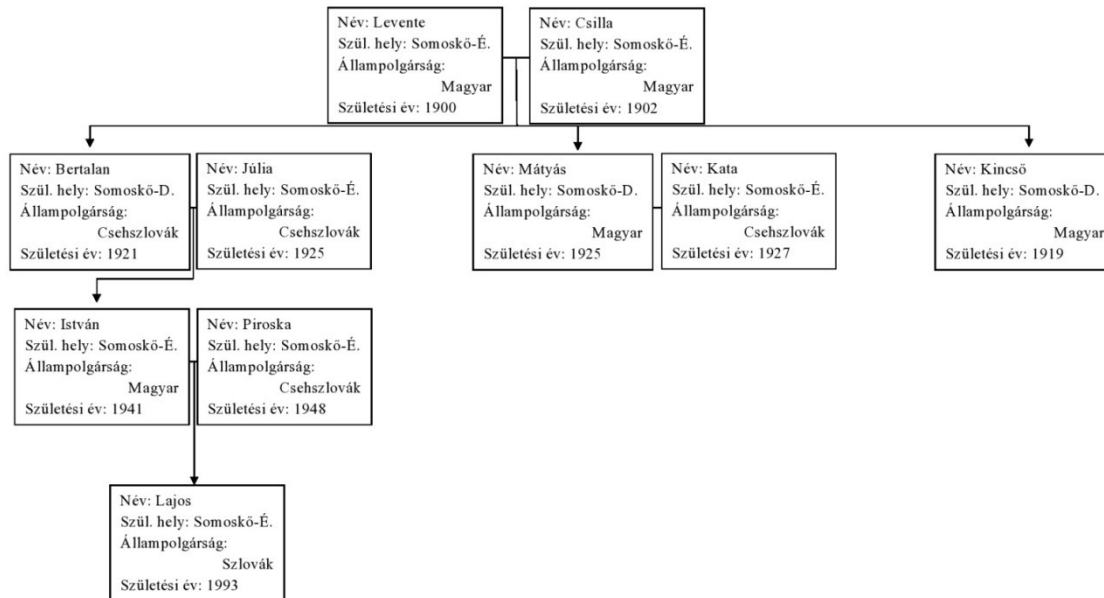 Név: Levente
Szül. hely: Somoskő-É.
Állampolgárság:
Magyar
Születési év: 1900
Név: Csilla
Szül. hely: Somoskő-É.
Állampolgárság:
Magyar
Születési év: 1902
Név: Bertalan
Szül. hely: Somoskő-D.
Állampolgárság:
Csehszlovák
Születési év: 1921
Név: Júlia
Szül. hely: Somoskő-É.
Állampolgárság:
Csehszlovák
Születési év: 1925
Név: Mátyás
Szül. hely: Somoskő-D.
Állampolgárság:
Magyar
Születési év: 1925
Név: Kata
Szül. hely: Somoskő-É.
Állampolgárság:
Csehszlovák
Születési év: 1927
Név: Kincső
Szül. hely: Somoskő-D.
Állampolgárság:
Magyar
Születési év: 1919
Név: István
Szül. hely: Somoskő-É.
Állampolgárság:
Magyar
Születési év: 1941
Név: Piroska
Szül. hely: Somoskő-É.
Állampolgárság:
Csehszlovák
Születési év: 1948
Név: Lajos
Szül. hely: Somoskő-É.
Állampolgárság:
Szlovák
Születési év: 1993